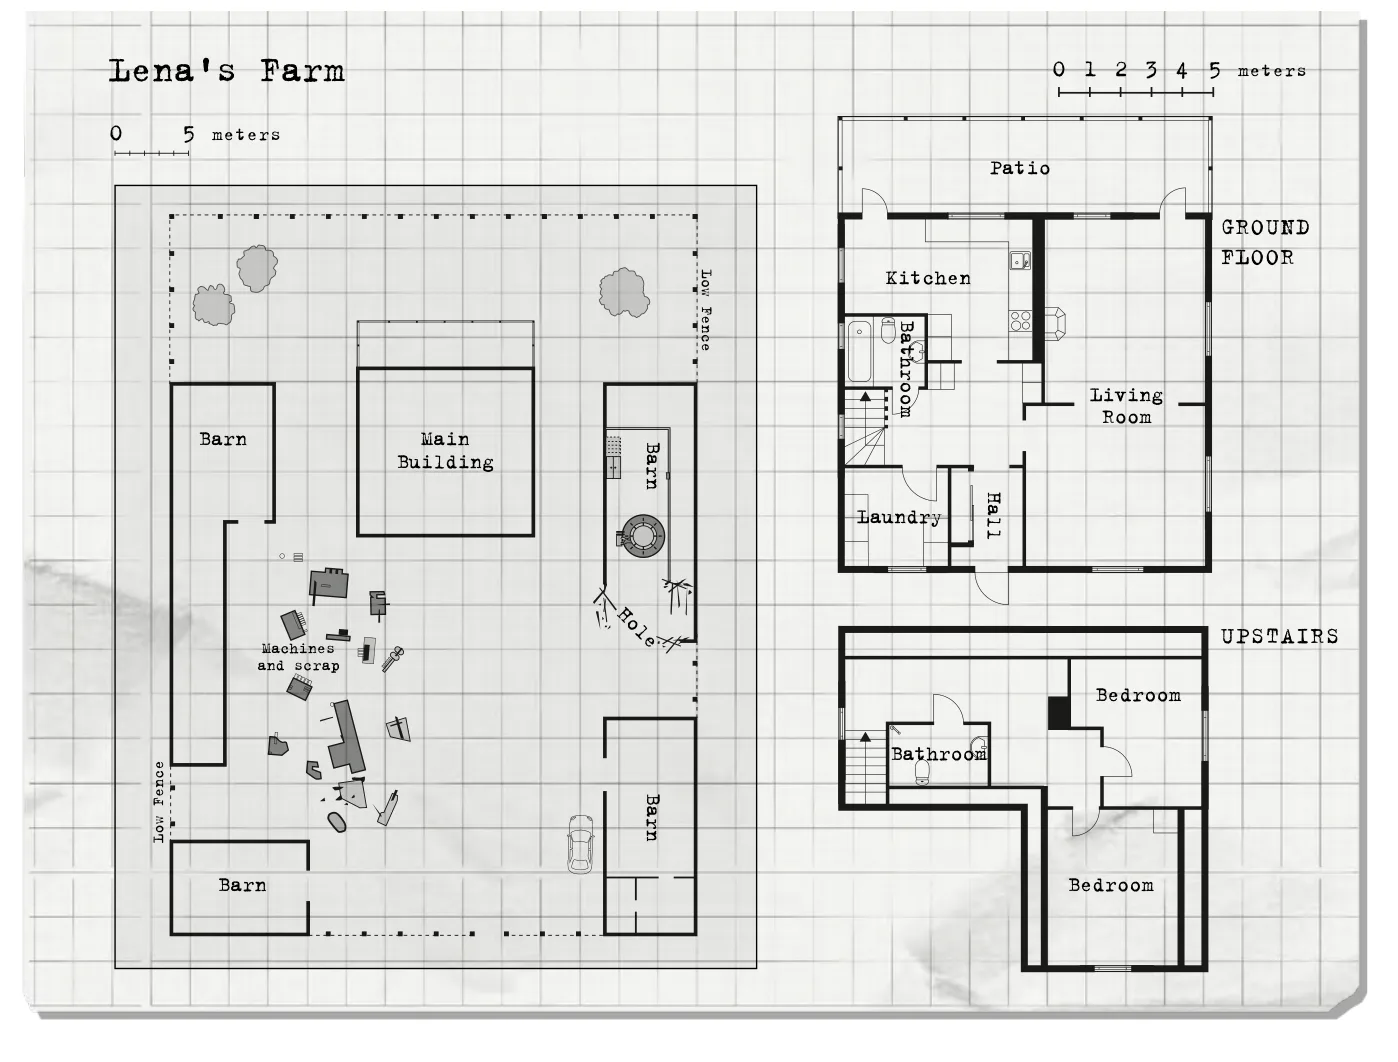 Lena's Farm
0 5 meters
Low Fence
Barn
Main
Building
Barn
Machines
and scrap
Hole
Low Fence
Barn
Barn
0 1 2 3 4 5 meters
Patio
GROUND
FLOOR
Kitchen
Bathroom
Living
Room
Laundry
Hall
UPSTAIRS
Bedroom
Bathroom
Bedroom